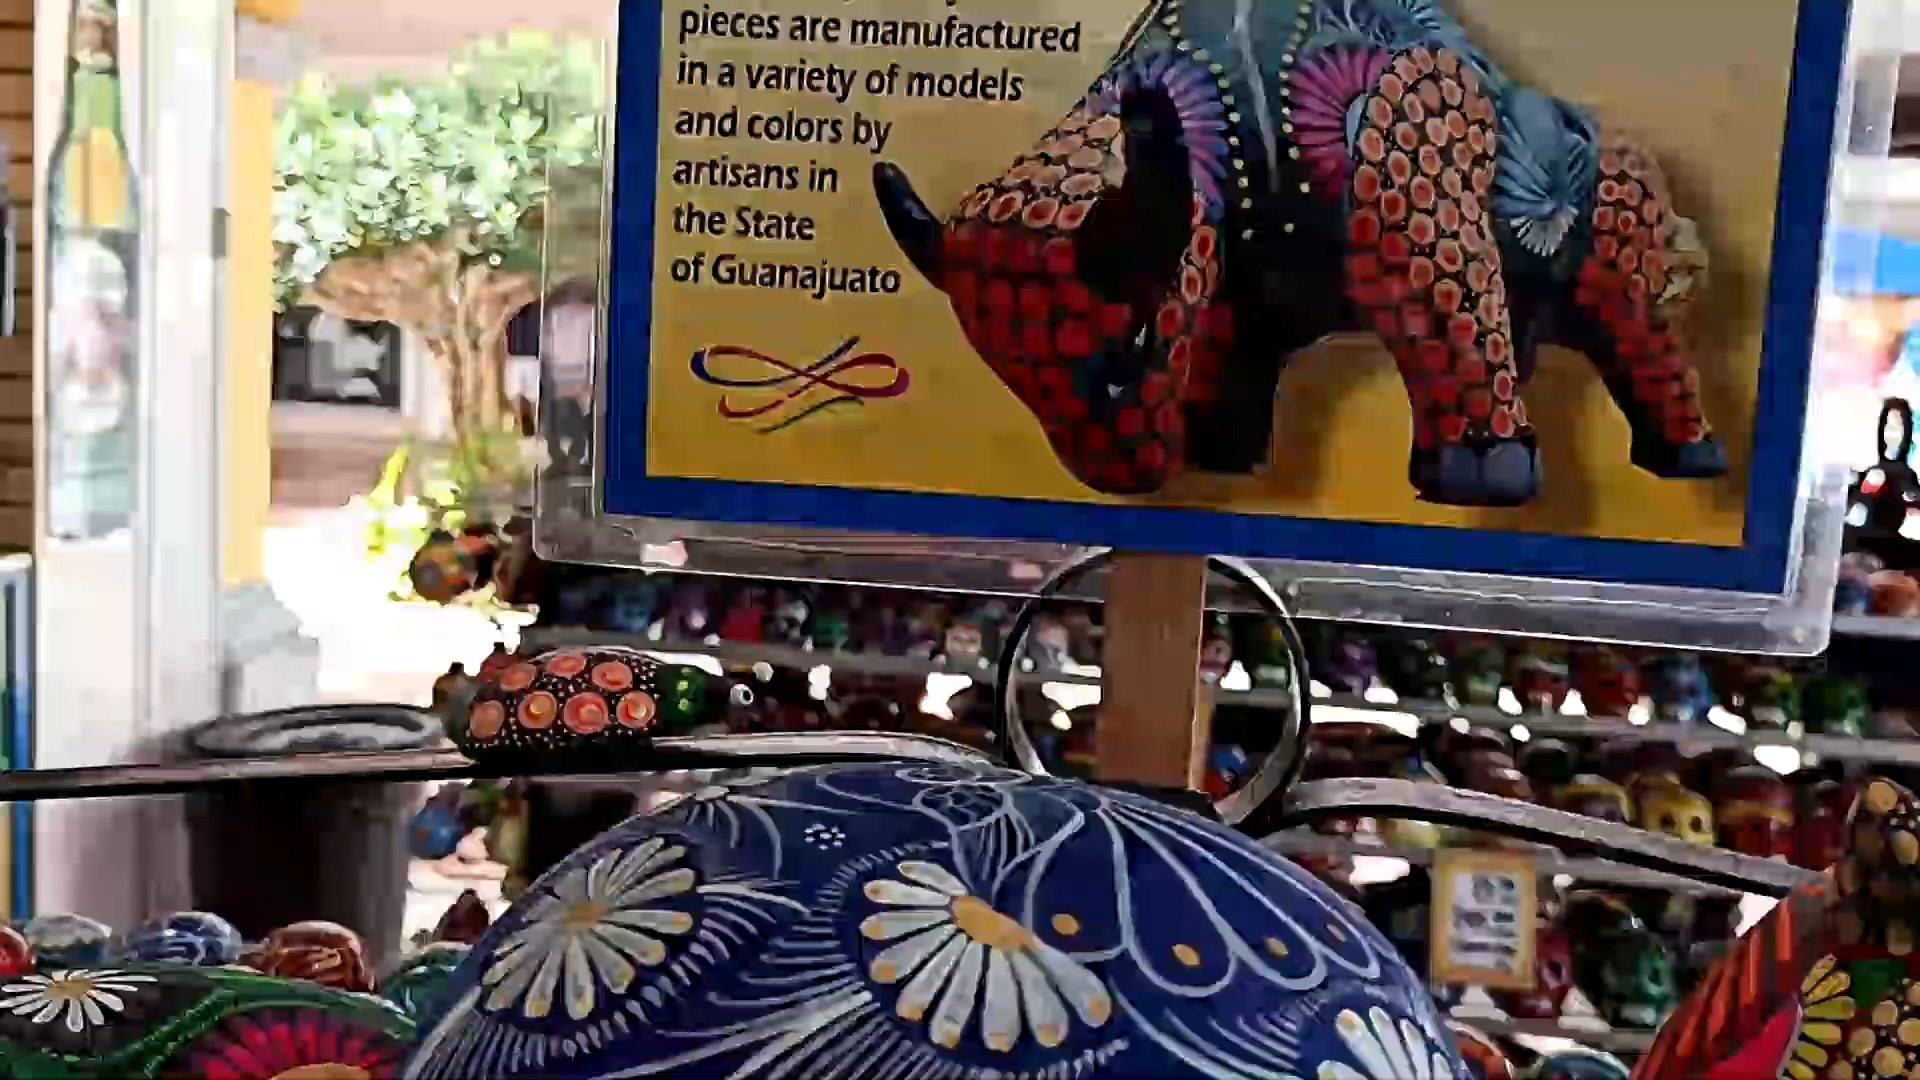 pieces are manufactured
in a variety of models
and colors by
artisans in
the State
of Guanajuato